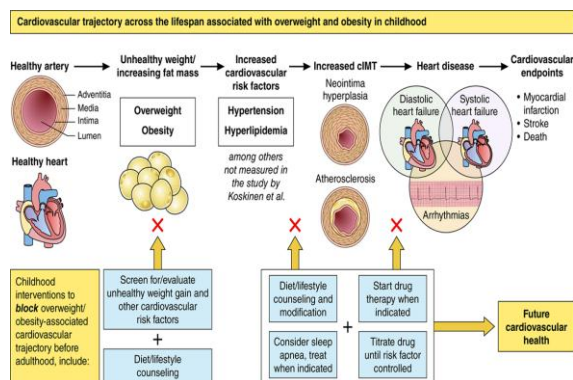 Cardiovascular trajectory across the lifespan associated with overweight and obesity in childhood
Healthy artery
Unhealthy weight/
increasing fat mass
Increased
cardiovascular
risk factors
Increased cIMT
Heart disease
Cardiovascular
endpoints
Adventitia
Media
Intima
Lumen
Healthy heart
Overweight
Obesity
Hypertension
Hyperlipidemia
among others
not measured in
the study by
Koskinen et al.
Neointima
hyperplasia
Atherosclerosis
Diastolic
heart failure
Systolic
heart failure
Arrhythmias
• Myocardial
infarction
• Stroke
• Death
Childhood
interventions to
block overweight/
obesity-associated
cardiovascular
trajectory before
adulthood, include:
Screen for/evaluate
unhealthy weight gain and
other cardiovascular
risk factors
+
Diet/lifestyle
counseling
Diet/lifestyle
counseling and
modification
Consider sleep
apnea, treat
when indicated
+
Start drug
therapy when
indicated
Titrate drug
until risk factor
controlled
Future
cardiovascular
health